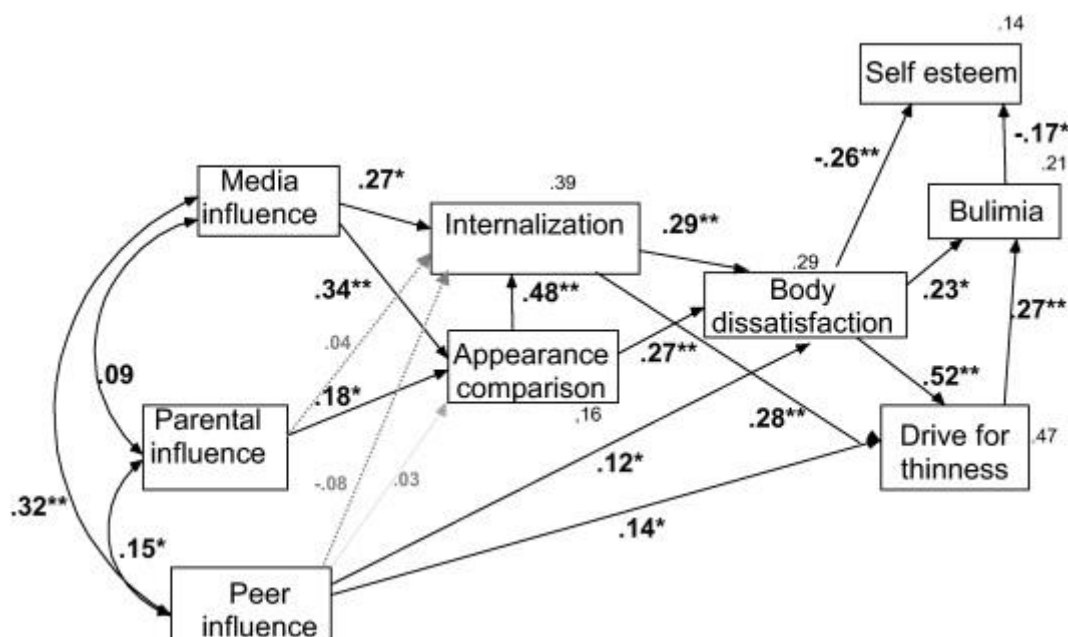 .14
Self esteem
-.26**
-.17*
.21
Media
influence
.27*
.39
Internalization
.29**
Bulimia
.34**
.48**
.29
Body
dissatisfaction
.23*
.27**
.04
Appearance
comparison
.27**
.09
.18*
.16
.52**
Parental
influence
.28**
Drive for
thinness
.47
-.08
.03
.12*
.32**
.14*
.15*
Peer
influence